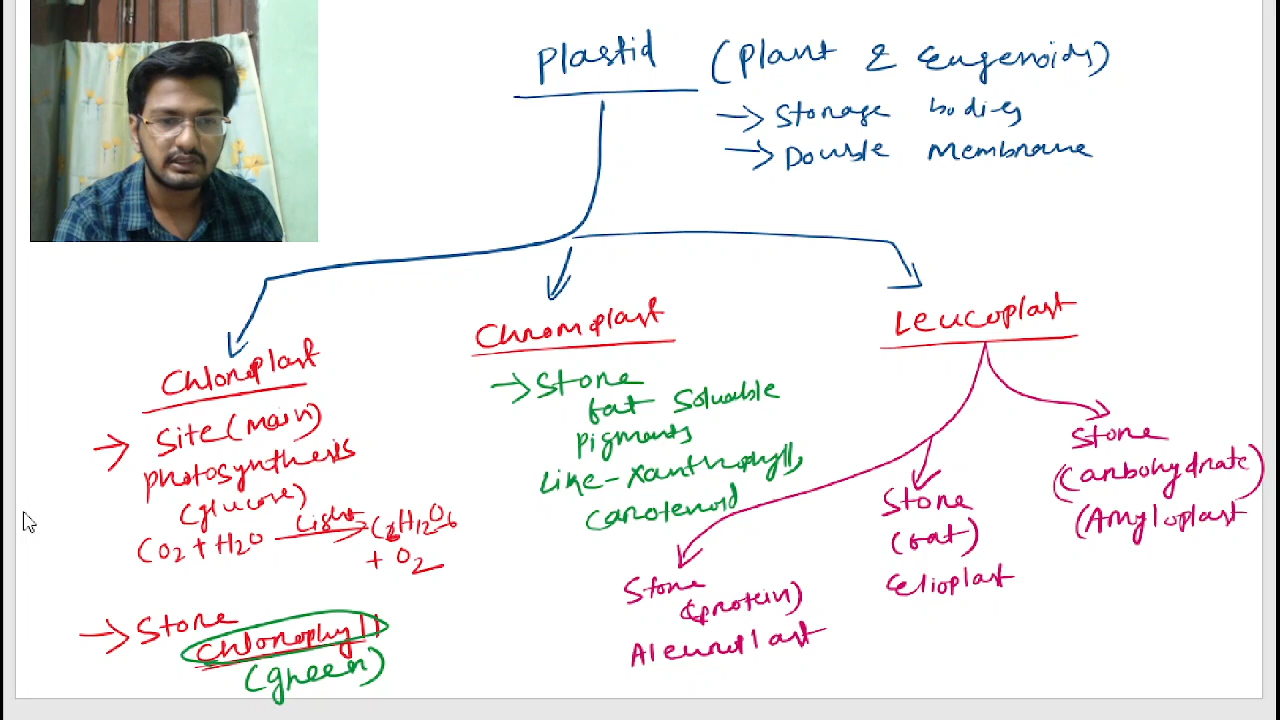 Plastid (Plant & Eugenoids)
→ Storage bodies
→ Double Membrane
Chloroplast
→ Site (main)
Photosynthesis
(glucose)
CO2 + H2O Light → C6H12O6
+ O2
→ Store
Chlorophyll
(green)
Chromplast
→ Store
fat Soluable
Pigments
Like - Xanthophyll,
Carotenoid
Leucoplast
Store
(protein)
Aleuroplast
Store
(fat)
Elioplast
Store
(Carbohydrate)
(Amyloplast